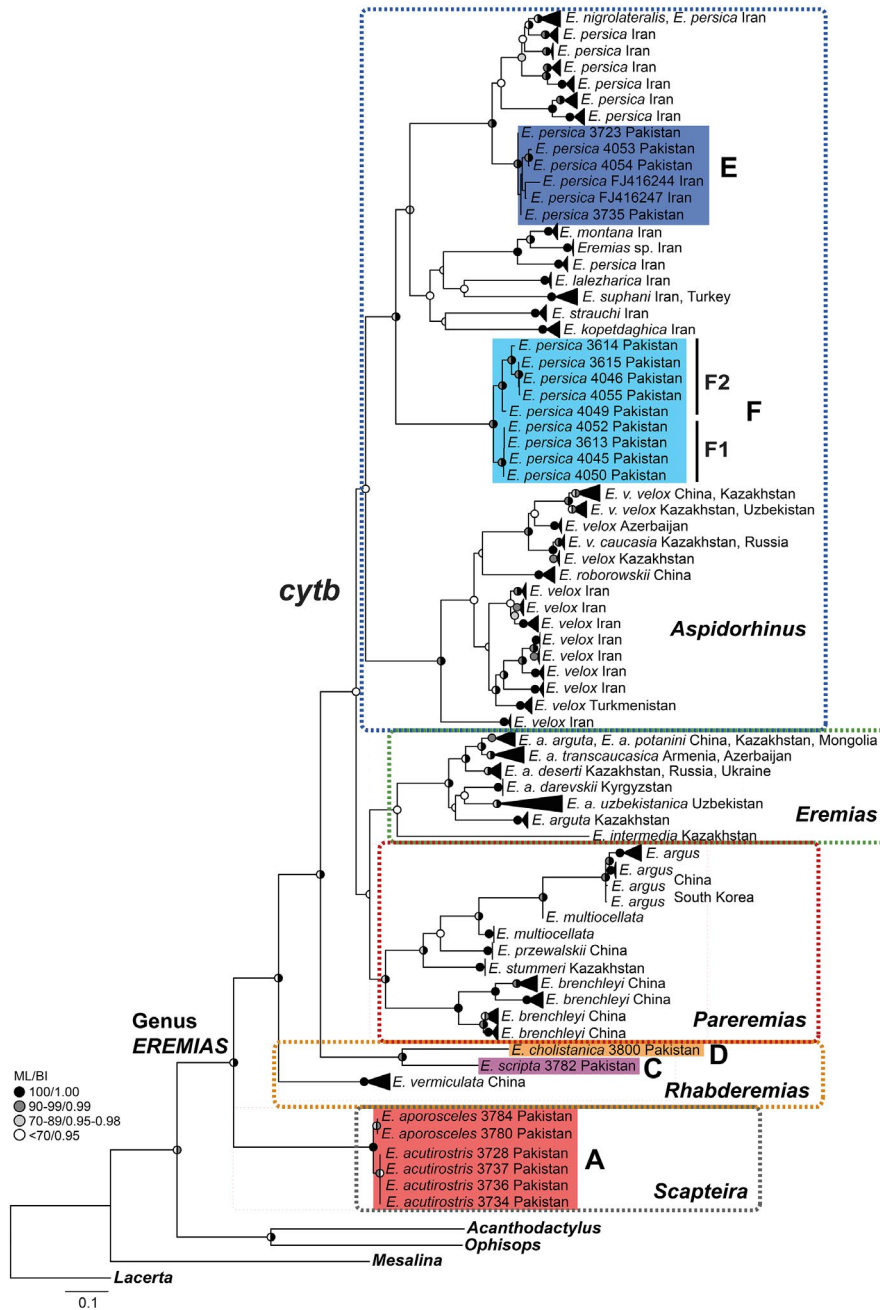 E. nigrolateralis, E. persica Iran
E. persica Iran
E. persica Iran
E. persica Iran
E. persica Iran
E. persica Iran
E. persica Iran
E. persica 3723 Pakistan
E. persica 4053 Pakistan
E. persica 4054 Pakistan
E
E. persica FJ416244 Iran
E. persica FJ416247 Iran
E. persica 3735 Pakistan
E. montana Iran
Eremias sp. Iran
E. persica Iran
E. lalezharica Iran
E. suphani Iran, Turkey
E. strauchi Iran
E. kopetdaghica Iran
E. persica 3614 Pakistan
E. persica 3615 Pakistan
E. persica 4046 Pakistan
F2
E. persica 4055 Pakistan
E. persica 4049 Pakistan
F
E. persica 4052 Pakistan
E. persica 3613 Pakistan
F1
E. persica 4045 Pakistan
E. persica 4050 Pakistan
E. v. velox China, Kazakhstan
E. v. velox Kazakhstan, Uzbekistan
E. velox Azerbaijan
E. v. caucasia Kazakhstan, Russia
E. velox Kazakhstan
E. roborowskii China
cytb
E. velox Iran
E. velox Iran
E. velox Iran
Aspidorhinus
E. velox Iran
E. velox Iran
E. velox Iran
E. velox Iran
E. velox Turkmenistan
E. velox Iran
E. a. arguta, E. a. potanini China, Kazakhstan, Mongolia
E. a. transcaucasica Armenia, Azerbaijan
E. a. deserti Kazakhstan, Russia, Ukraine
E. a. darevskii Kyrgyzstan
E. a. uzbekistanica Uzbekistan
Eremias
E. arguta Kazakhstan
E. intermedia Kazakhstan
E. argus
E. argus
E. argus China
E. argus South Korea
E. multiocellata
E. multiocellata
E. przewalskii China
E. stummeri Kazakhstan
E. brenchleyi China
E. brenchleyi China
E. brenchleyi China
Pareremias
E. brenchleyi China
Genus
EREMIAS
E. cholistanica 3800 Pakistan
D
E. scripta 3782 Pakistan
C
E. vermiculata China
Rhabderemias
ML/BI
100/1.00
90-99/0.99
70-89/0.95-0.98
<70/0.95
E. aporosceles 3784 Pakistan
E. aporosceles 3780 Pakistan
E. acutirostris 3728 Pakistan
A
E. acutirostris 3737 Pakistan
E. acutirostris 3736 Pakistan
Scapteira
E. acutirostris 3734 Pakistan
Acanthodactylus
Ophisops
Mesalina
Lacerta
0.1